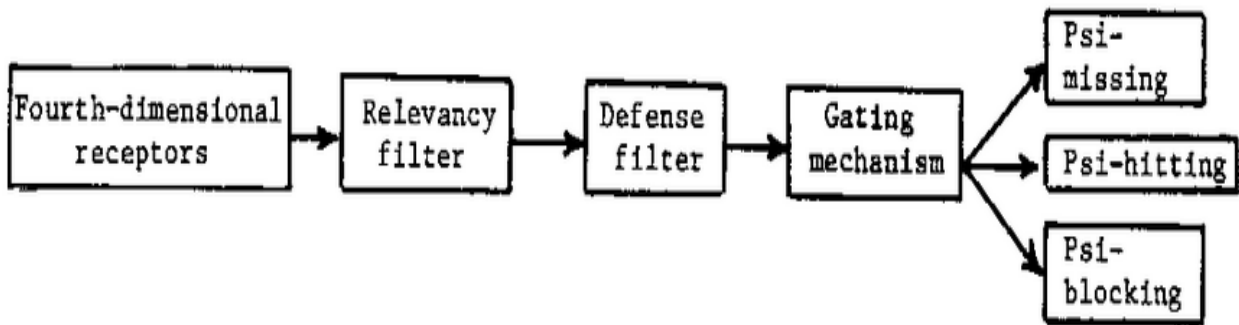 Fourth-dimensional
receptors
Relevancy
filter
Defense
filter
Gating
mechanism
Psi-
missing
Psi-hitting
Psi-
blocking